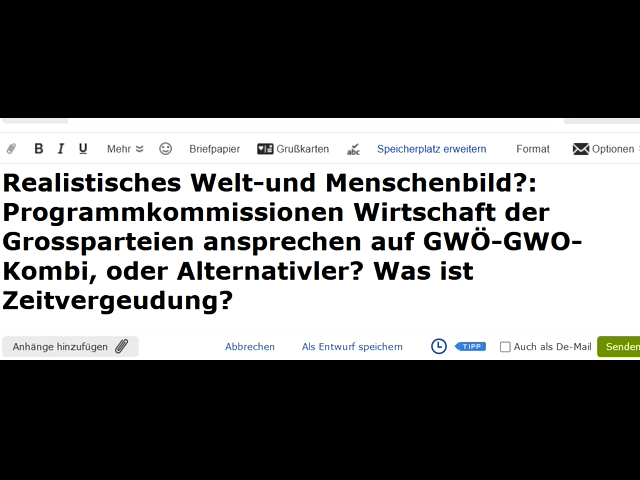 B I U Mehr Briefpapier Grußkarten abc Speicherplatz erweitern Format Optionen
Realistisches Welt-und Menschenbild?:
Programmkommissionen Wirtschaft der
Grossparteien ansprechen auf GWÖ-GWO-
Kombi, oder Alternativler? Was ist
Zeitvergeudung?
Anhänge hinzufügen Abbrechen Als Entwurf speichern TIPP Auch als De-Mail Senden